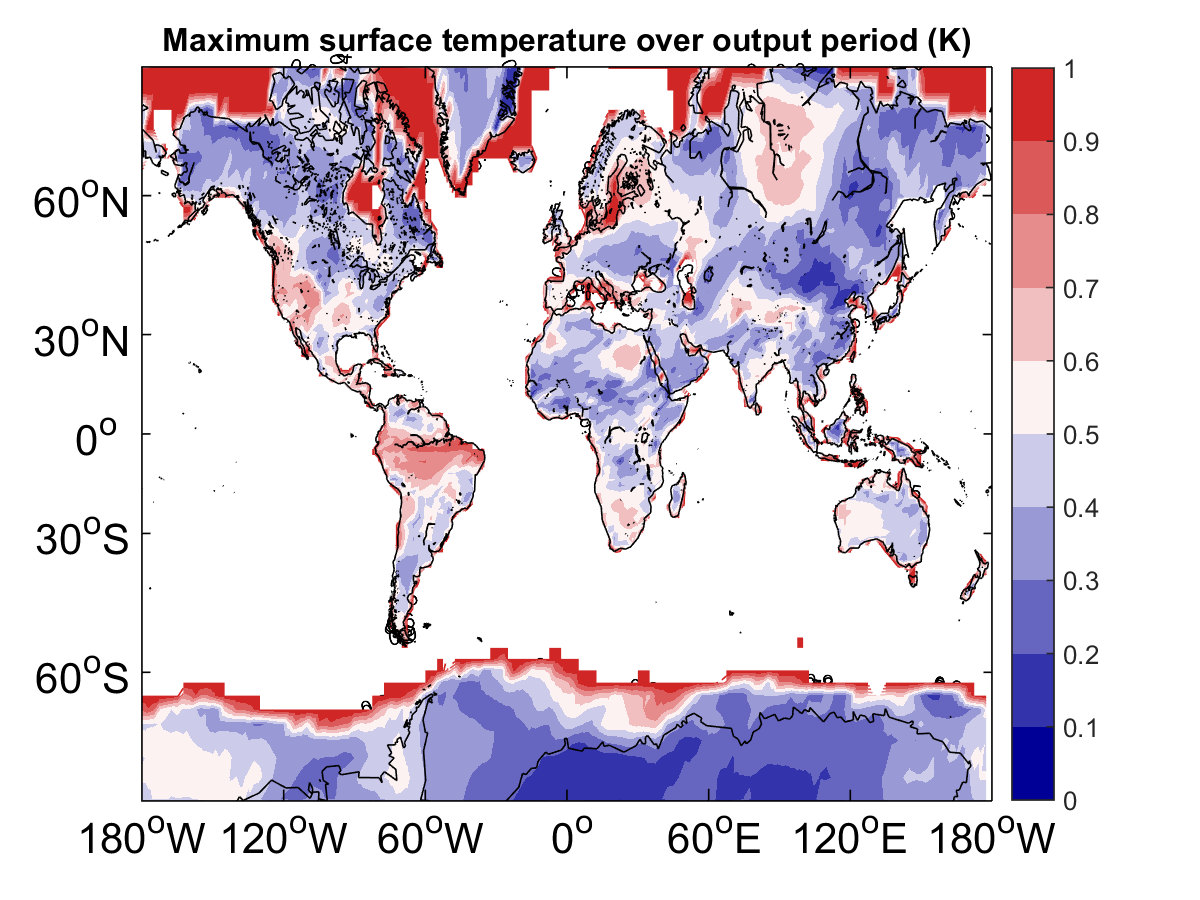 Maximum surface temperature over output period (K)
60°N
30°N
0°
30°S
60°S
180°W 120°W 60°W 0° 60°E 120°E 180°W
1
0.9
0.8
0.7
0.6
0.5
0.4
0.3
0.2
0.1
0